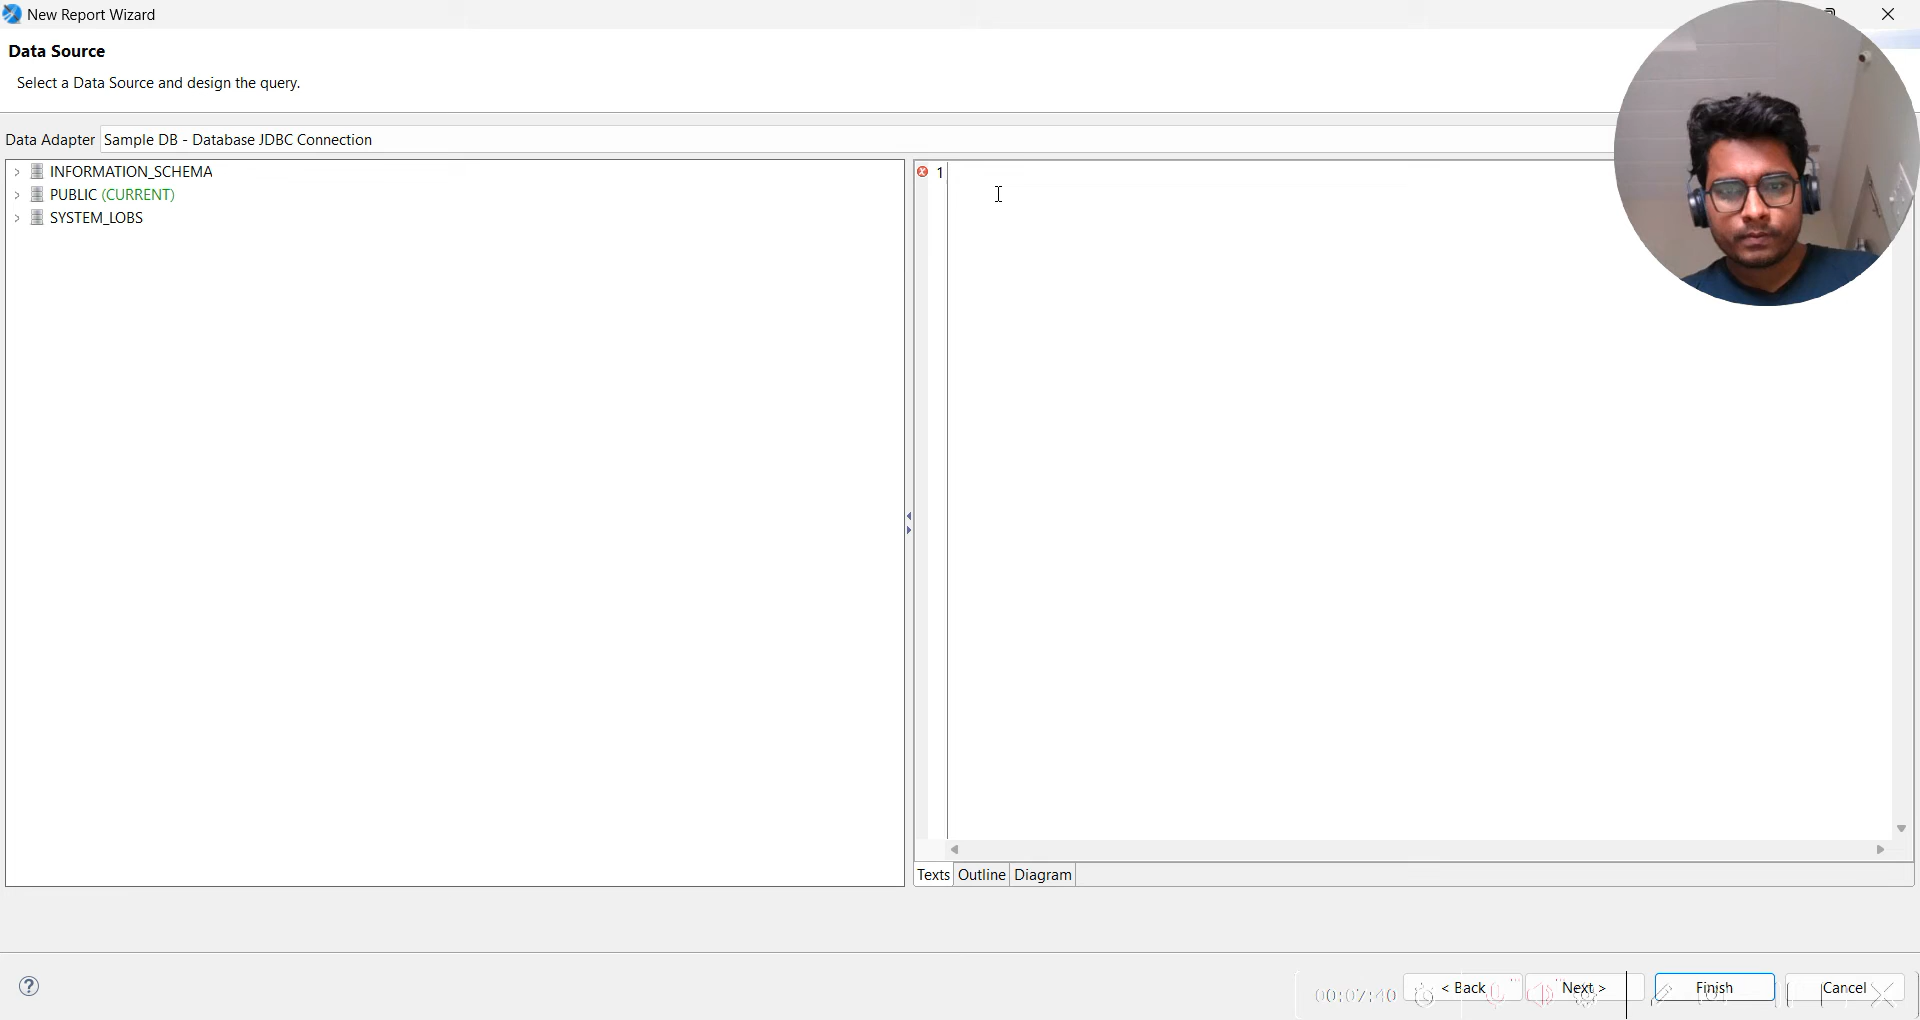 New Report Wizard
Data Source
Select a Data Source and design the query.
Data Adapter Sample DB - Database JDBC Connection
INFORMATION_SCHEMA
PUBLIC (CURRENT)
SYSTEM_LOBS
1
Texts Outline Diagram
00:07:40 < Back Next > Finish Cancel